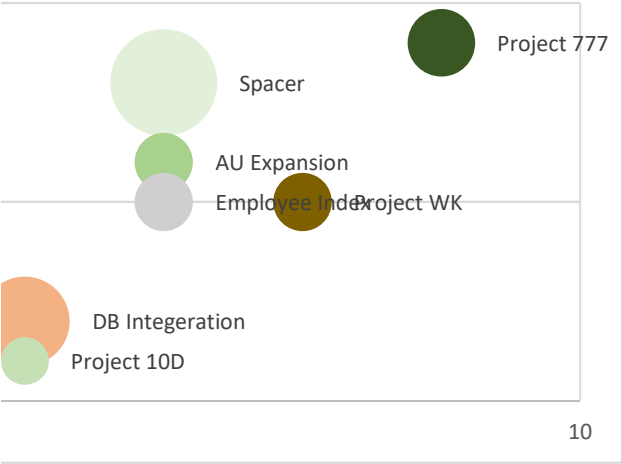 Project 777
Spacer
AU Expansion
Employee Index
Project WK
DB Integeration
Project 10D
10